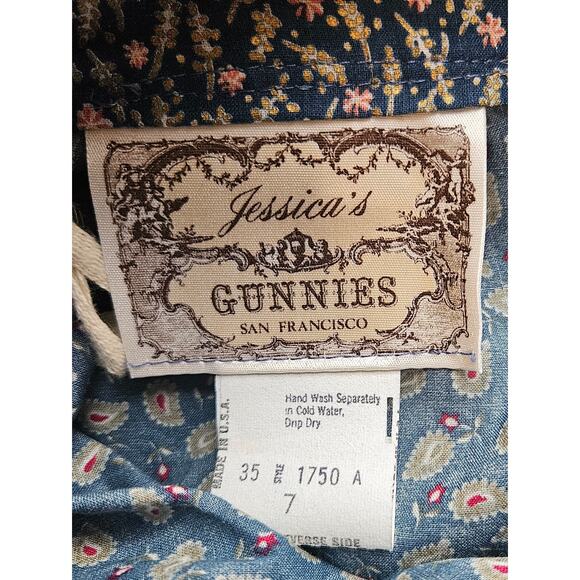 Jessica's
GUNNIES
SAN FRANCISCO
MADE IN U.S.A.
Hand Wash Separately
in Cold Water,
Drip Dry
35 STYLE 1750 A
7
REVERSE SIDE